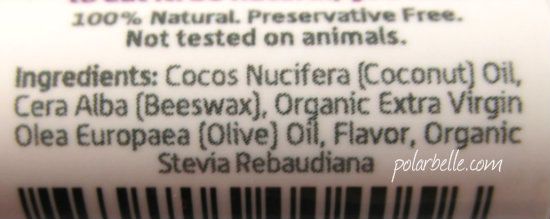 100% Natural. Preservative Free.
Not tested on animals.
Ingredients: Cocos Nucifera (Coconut) Oil,
Cera Alba (Beeswax), Organic Extra Virgin
Olea Europaea (Olive) Oil, Flavor, Organic
Stevia Rebaudiana
polarbelle.com